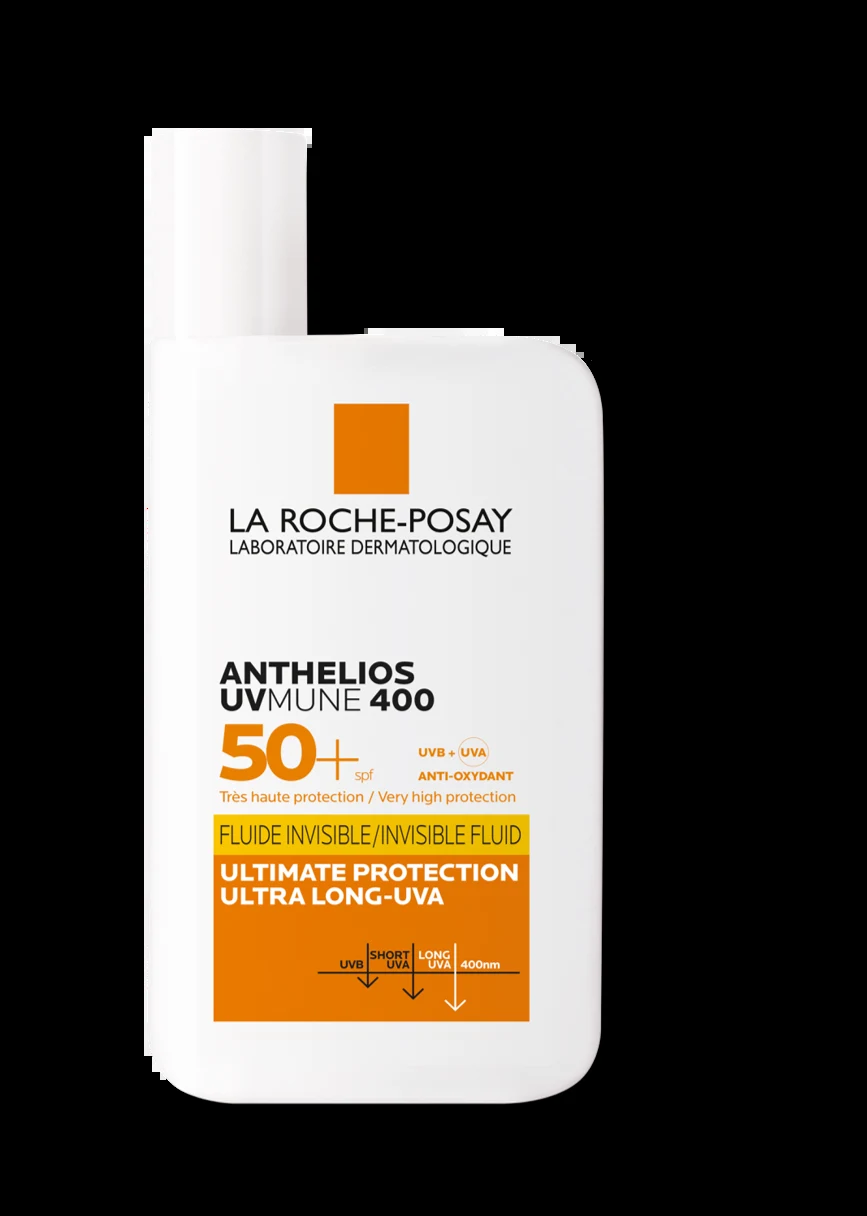 LA ROCHE-POSAY
LABORATOIRE DERMATOLOGIQUE
ANTHELIOS
UVMUNE 400
50+ spf
UVB + UVA
ANTI-OXYDANT
Très haute protection / Very high protection
FLUIDE INVISIBLE/INVISIBLE FLUID
ULTIMATE PROTECTION
ULTRA LONG-UVA
UVB
SHORT
UVA
LONG
UVA
400nm